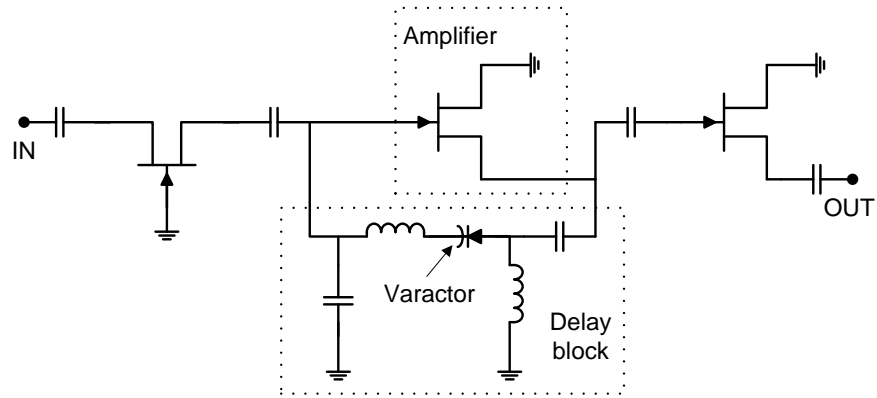 Amplifier
IN
OUT
Varactor
Delay
block